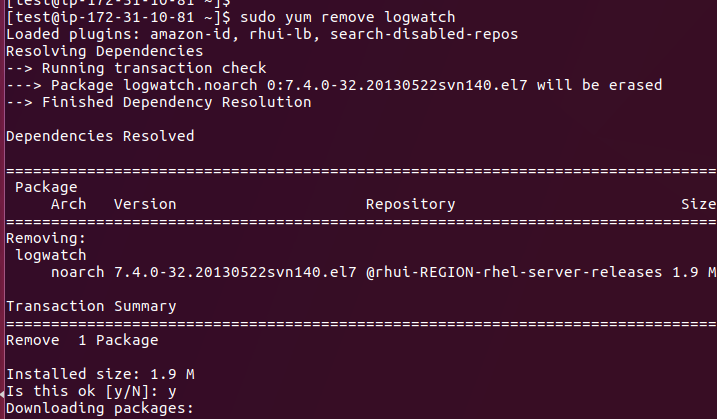 [test@ip-172-31-10-81 ~]$
[test@ip-172-31-10-81 ~]$ sudo yum remove logwatch
Loaded plugins: amazon-id, rhui-lb, search-disabled-repos
Resolving Dependencies
--> Running transaction check
---> Package logwatch.noarch 0:7.4.0-32.20130522svn140.el7 will be erased
--> Finished Dependency Resolution
Dependencies Resolved
================================================================================
Package
Arch Version Repository Size
================================================================================
Removing:
logwatch
noarch 7.4.0-32.20130522svn140.el7 @rhui-REGION-rhel-server-releases 1.9 M
Transaction Summary
================================================================================
Remove 1 Package
Installed size: 1.9 M
Is this ok [y/N]: y
Downloading packages: